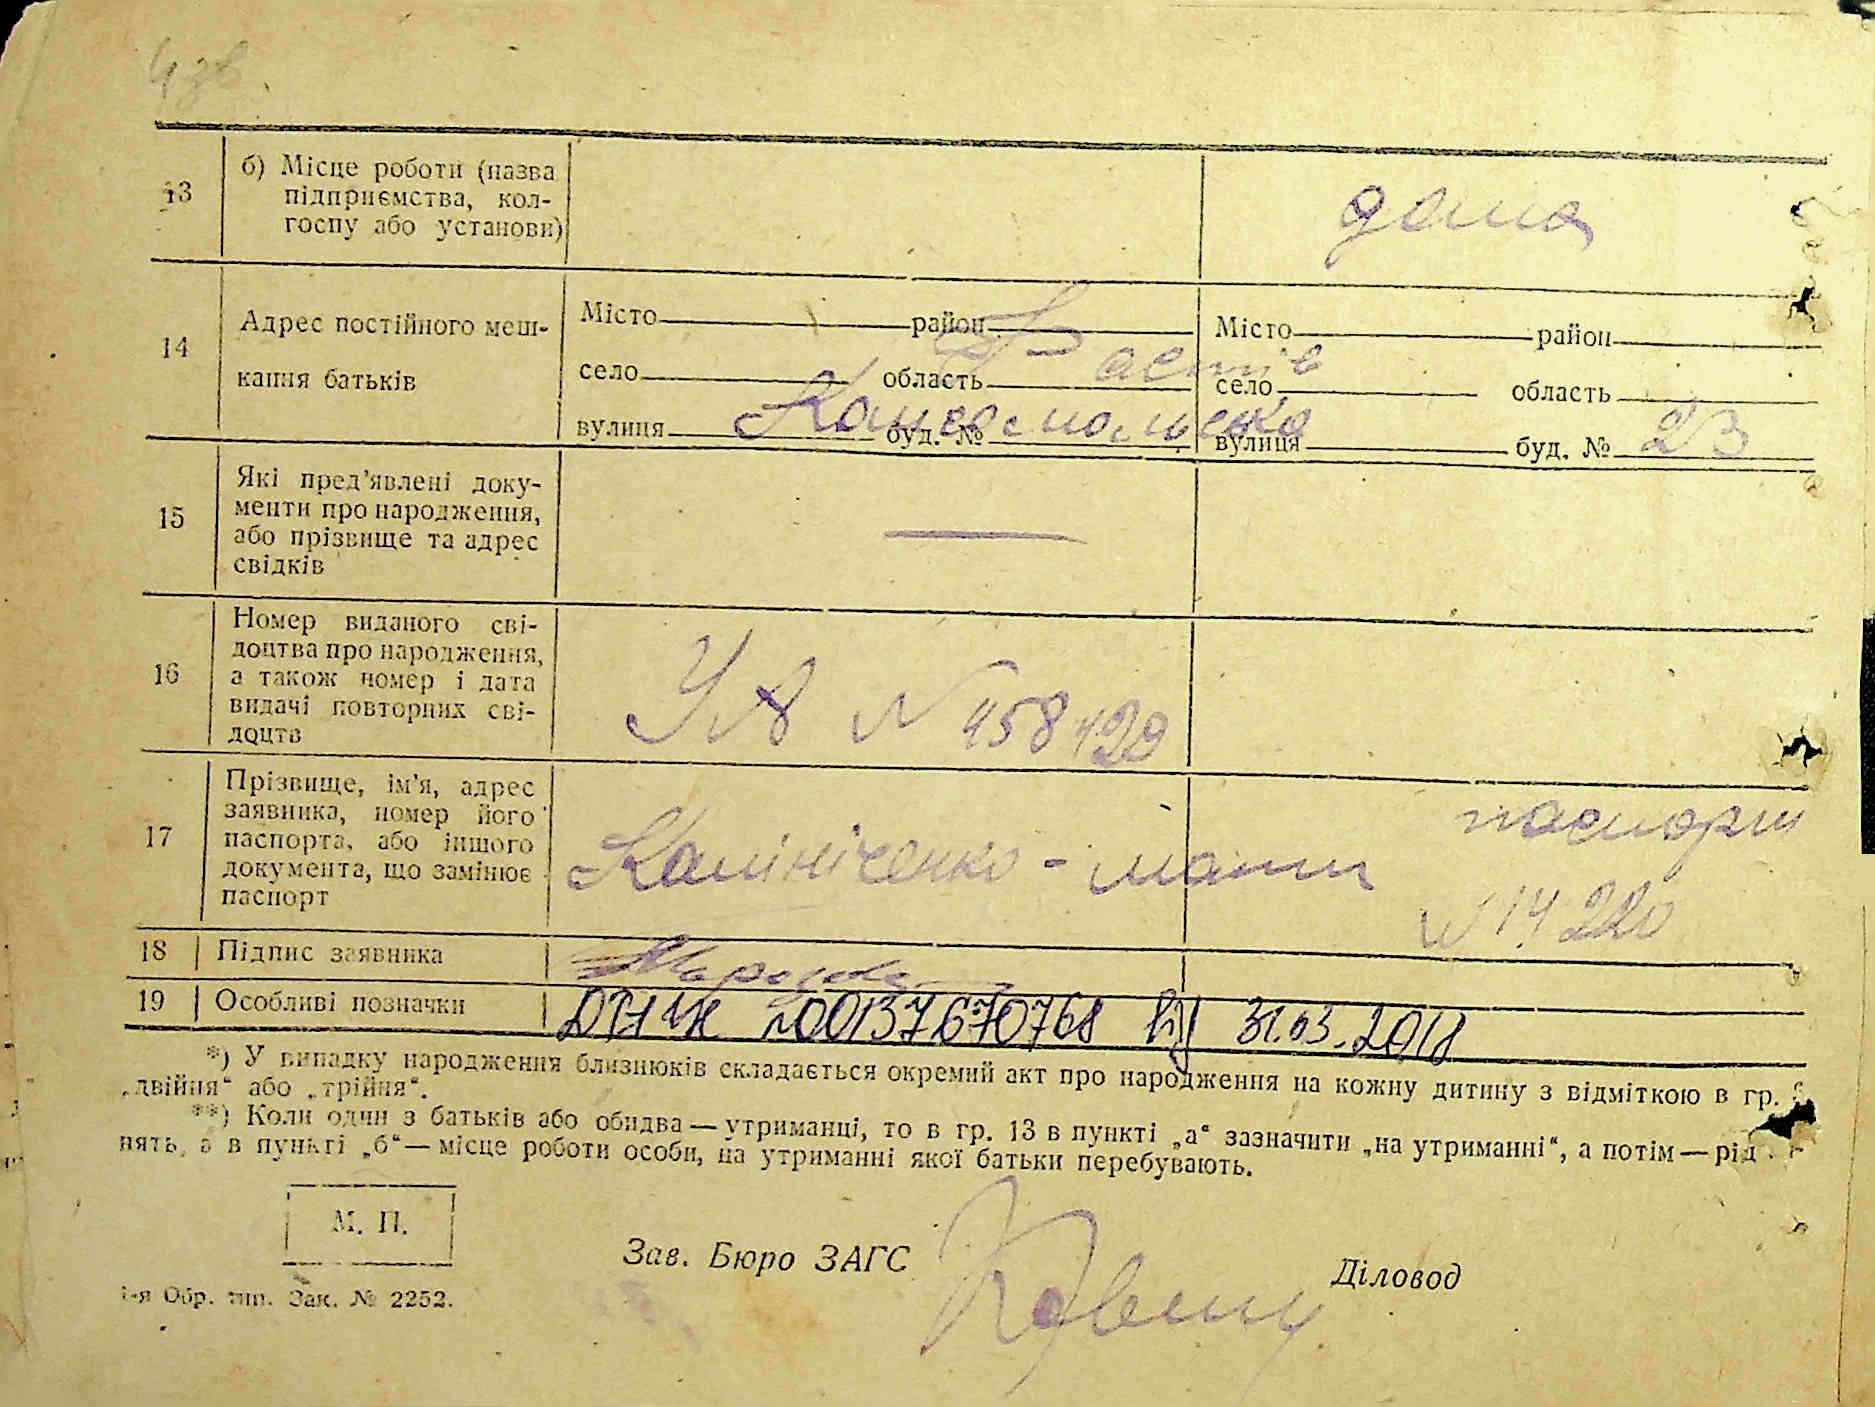 4зв
13
б) Місце роботи (назва
підприємства, кол-
госпу або установи)
дома
14
Адрес постійного меш-
кання батьків
Місто район
село область
вулиця буд. №
Місто район
село область
вулиця буд. №
Фастів
23
15
Які пред’явлені доку-
менти про народження,
або прізвище та адрес
свідків
—
16
Номер виданого сві-
доцтва про народження,
а також номер і дата
видачі повторних сві-
доцтв
УА № 458429
17
Прізвище, ім’я, адрес
заявника, номер його
паспорта, або іншого
документа, що замінює
паспорт
Калініченко - мати
паспорт
№ 14220
18 Підпис заявника
19 Особливі позначки
20013767076 від 31.03.2018
*) У випадку народження близнюків складається окремий акт про народження на кожну дитину з відміткою в гр.
„двійня“ або „трійня“.
**) Коли один з батьків або обидва — утриманці, то в гр. 13 в пункті „а“ зазначити „на утриманні“, а потім — рід
нять, а в пункті „б“ — місце роботи особи, на утриманні якої батьки перебувають.
М. П.
Зав. Бюро ЗАГС
Діловод
1-я Обр. тип. Зак. № 2252.